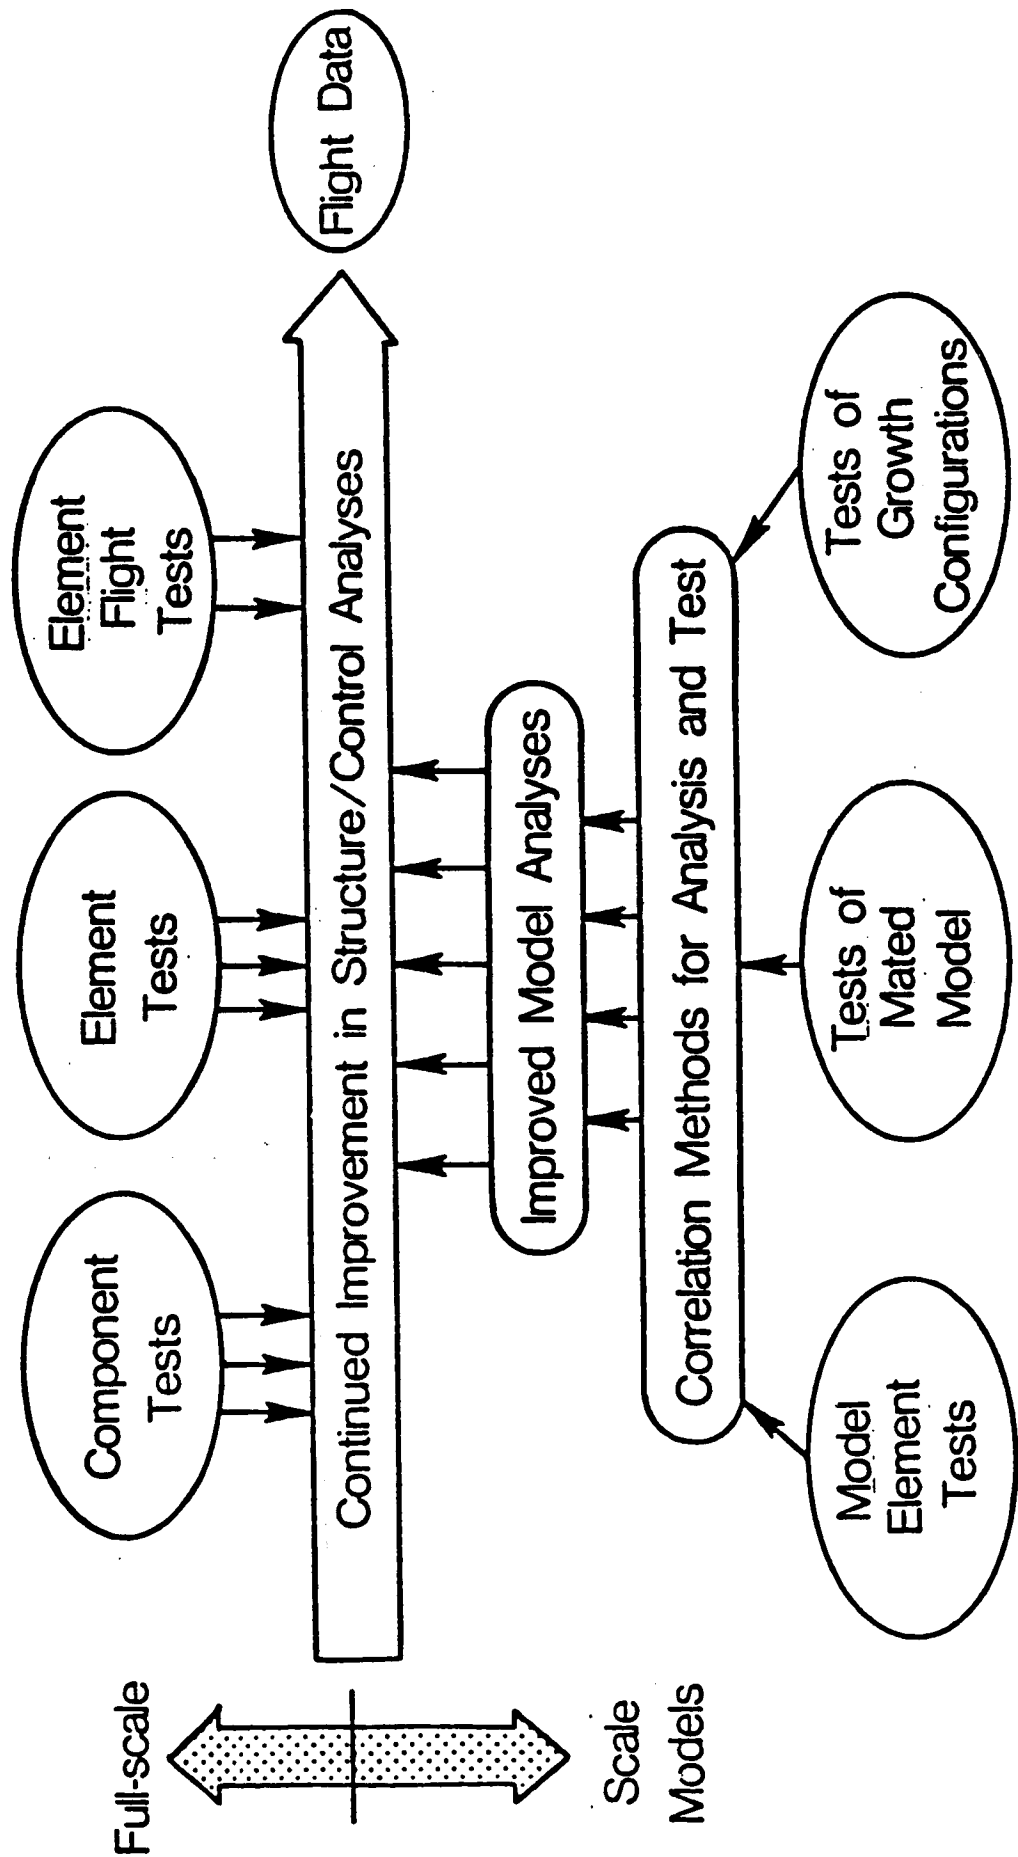 Full-scale
Scale
Models
Component
Tests
Element
Tests
Element
Flight
Tests
Continued Improvement in Structure/Control Analyses
Flight Data
Improved Model Analyses
Correlation Methods for Analysis and Test
Model
Element
Tests
Tests of
Mated
Model
Tests of
Growth
Configurations